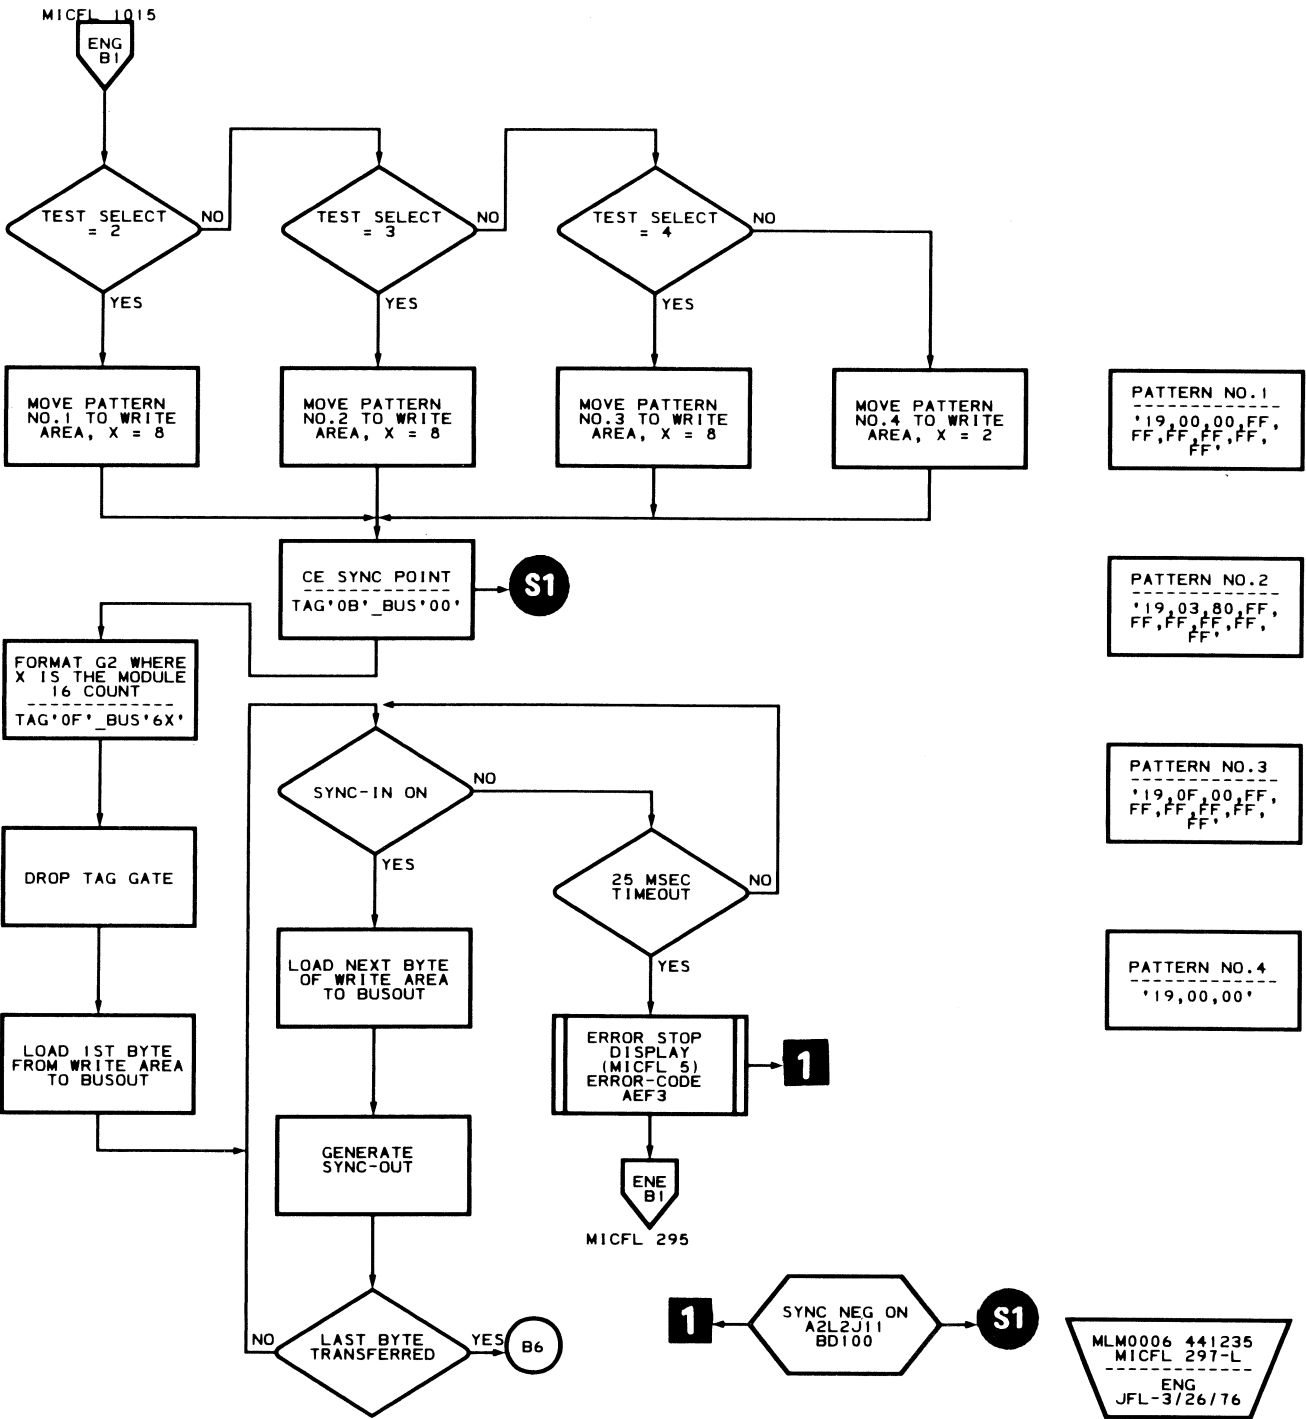 MICFL 1015
ENG
B1
TEST SELECT
= 2
NO
YES
TEST SELECT
= 3
NO
YES
TEST SELECT
= 4
NO
YES
MOVE PATTERN
NO.1 TO WRITE
AREA, X = 8
MOVE PATTERN
NO.2 TO WRITE
AREA, X = 8
MOVE PATTERN
NO.3 TO WRITE
AREA, X = 8
MOVE PATTERN
NO.4 TO WRITE
AREA, X = 2
PATTERN NO.1
'19,00,00,FF,
FF,FF,FF,FF,
FF'
CE SYNC POINT
TAG'0B'_BUS'00'
S1
PATTERN NO.2
'19,03,80,FF,
FF,FF,FF,FF,
FF'
FORMAT G2 WHERE
X IS THE MODULE
16 COUNT
TAG'0F'_BUS'6X'
SYNC-IN ON
NO
YES
PATTERN NO.3
'19,0F,00,FF,
FF,FF,FF,FF,
FF'
DROP TAG GATE
25 MSEC
TIMEOUT
NO
YES
LOAD NEXT BYTE
OF WRITE AREA
TO BUSOUT
PATTERN NO.4
'19,00,00'
LOAD 1ST BYTE
FROM WRITE AREA
TO BUSOUT
ERROR STOP
DISPLAY
(MICFL 5)
ERROR-CODE
AEF3
1
GENERATE
SYNC-OUT
ENE
B1
MICFL 295
LAST BYTE
TRANSFERRED
NO
YES
B6
1
SYNC NEG ON
A2L2J11
BD100
S1
MLM0006 441235
MICFL 297-L
ENG
JFL-3/26/76